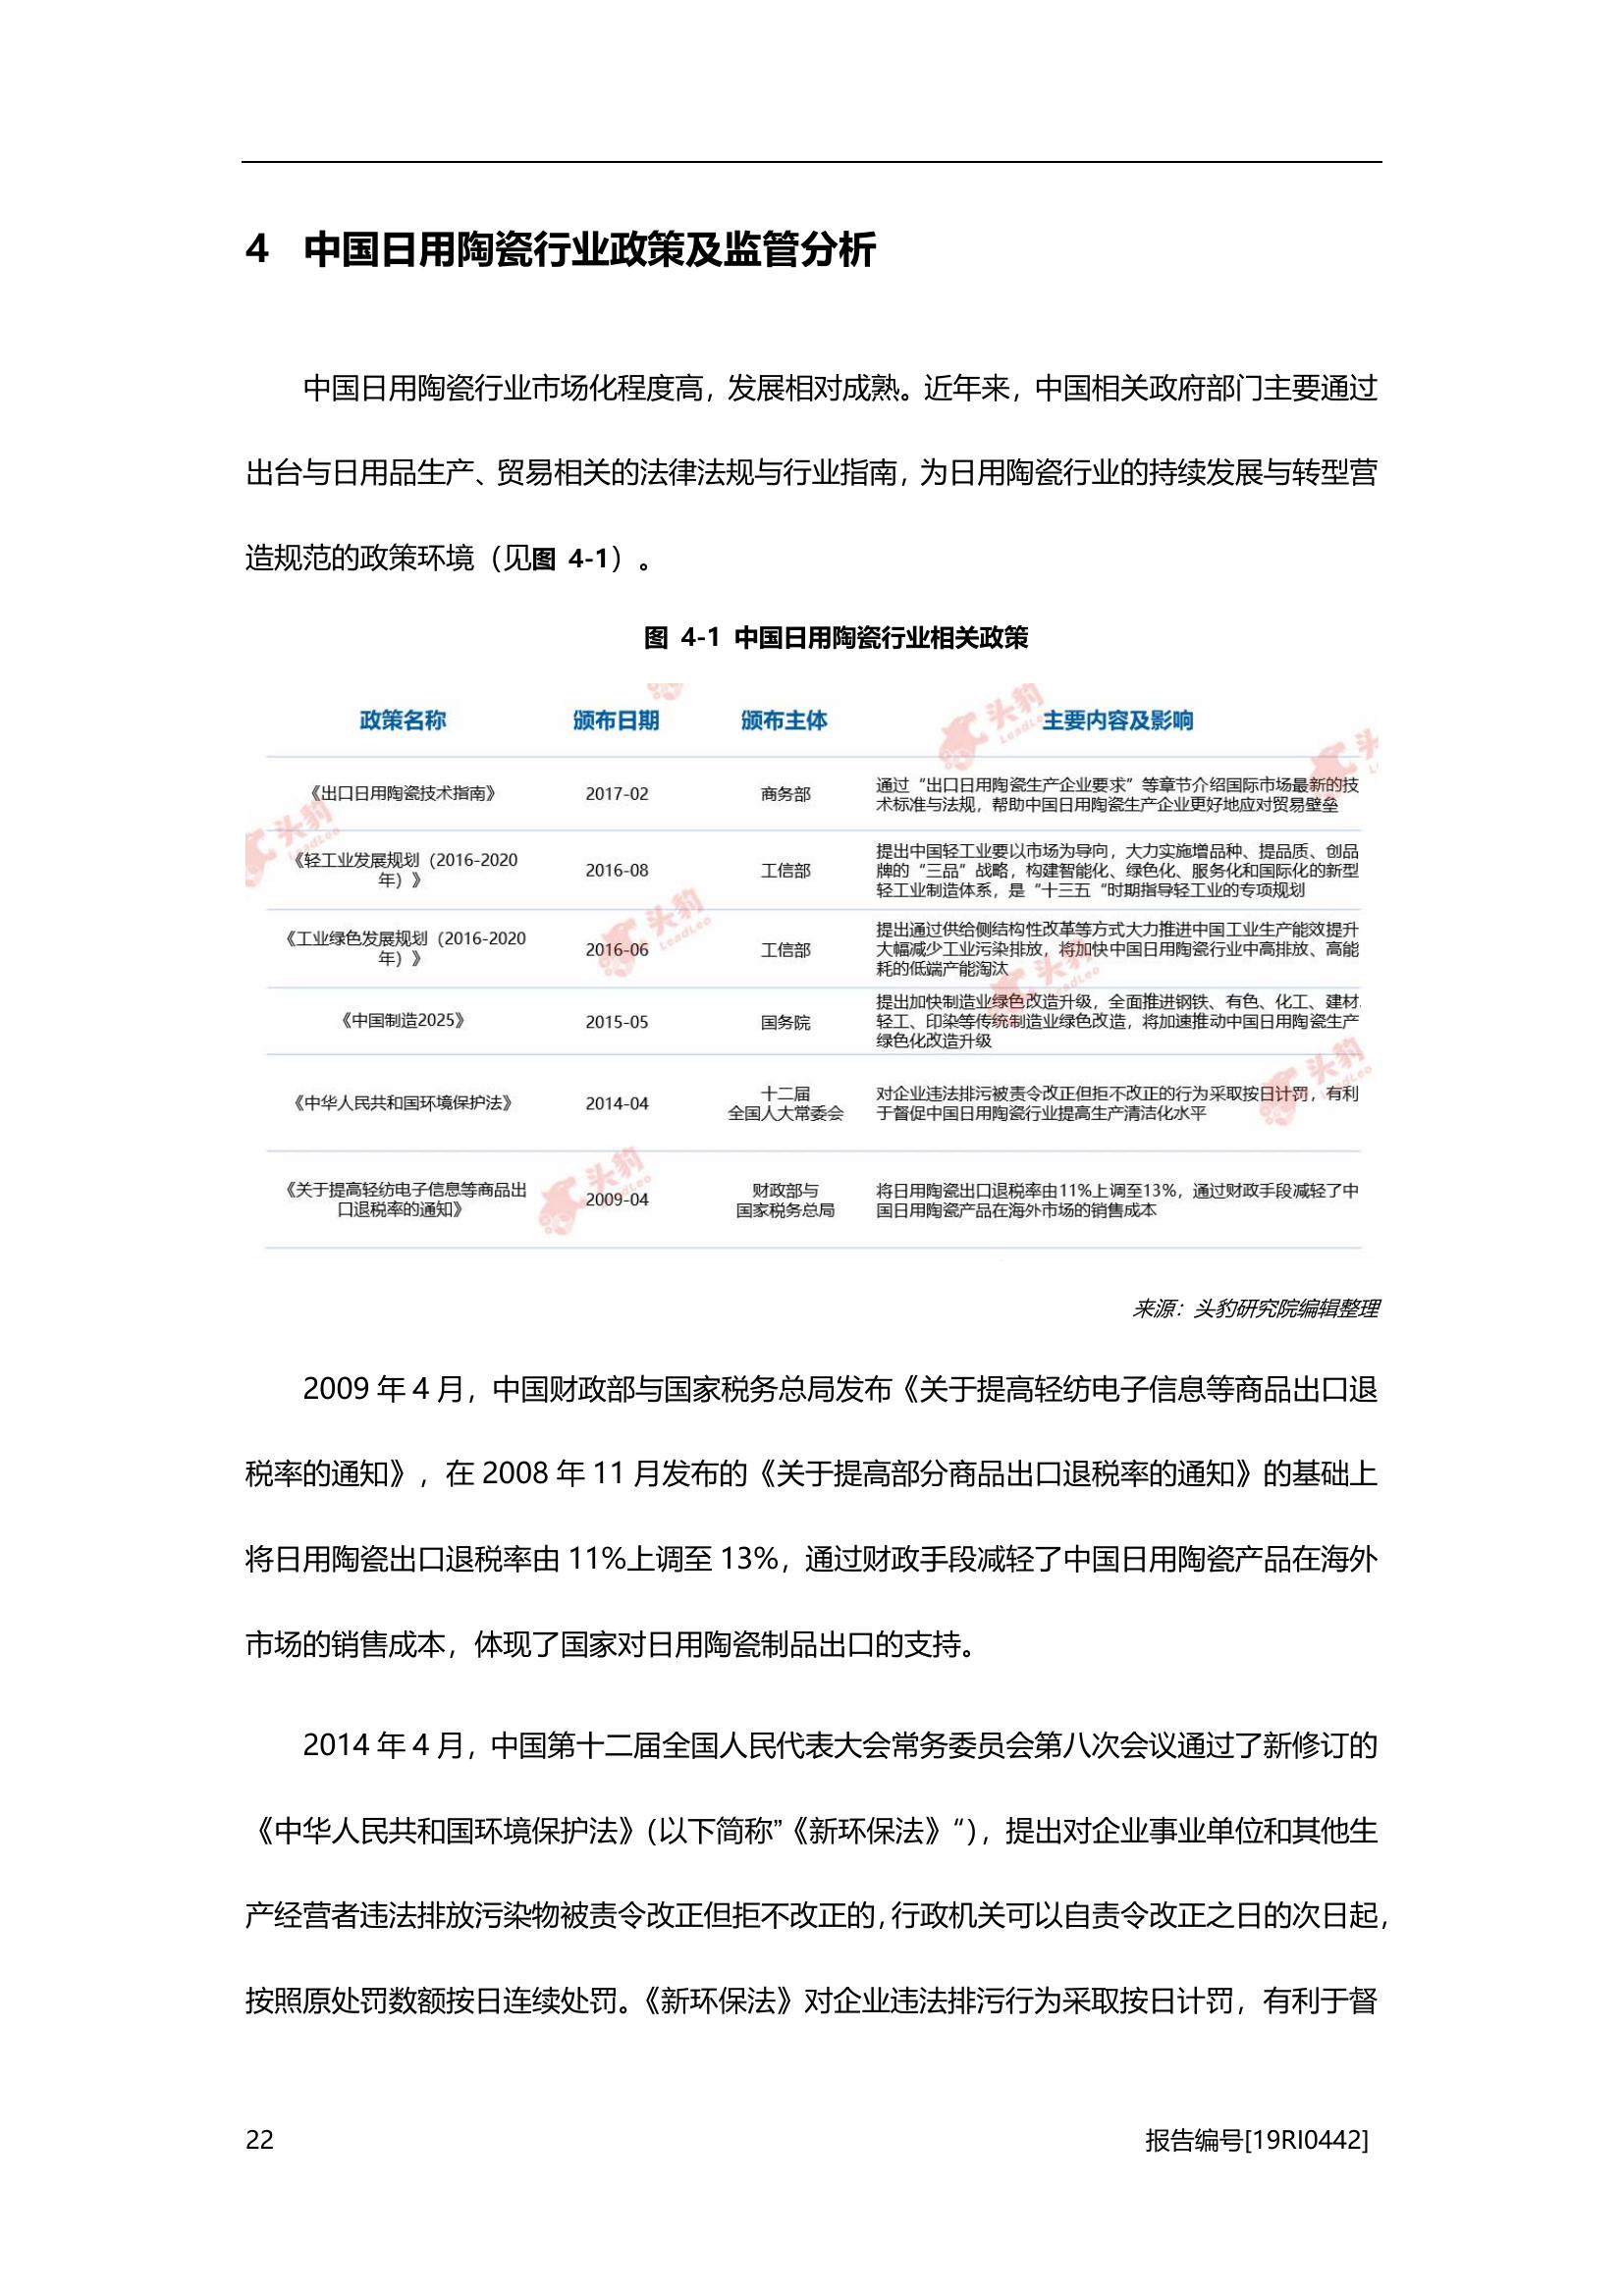 4 中国日用陶瓷行业政策及监管分析
中国日用陶瓷行业市场化程度高，发展相对成熟。近年来，中国相关政府部门主要通过
出台与日用品生产、贸易相关的法律法规与行业指南，为日用陶瓷行业的持续发展与转型营
造规范的政策环境（见图 4-1）。
图 4-1 中国日用陶瓷行业相关政策
政策名称 颁布日期 颁布主体 主要内容及影响
《出口日用陶瓷技术指南》 2017-02 商务部
通过“出口日用陶瓷生产企业要求”等章节介绍国际市场最新的技
术标准与法规，帮助中国日用陶瓷生产企业更好地应对贸易壁垒
《轻工业发展规划（2016-2020
年）》
2016-08 工信部
提出中国轻工业要以市场为导向，大力实施增品种、提品质、创品
牌的“三品”战略，构建智能化、绿色化、服务化和国际化的新型
轻工业制造体系，是“十三五“时期指导轻工业的专项规划
《工业绿色发展规划（2016-2020
年）》
2016-06 工信部
提出通过供给侧结构性改革等方式大力推进中国工业生产能效提升
大幅减少工业污染排放，将加快中国日用陶瓷行业中高排放、高能
耗的低端产能淘汰
《中国制造2025》 2015-05 国务院
提出加快制造业绿色改造升级，全面推进钢铁、有色、化工、建材、
轻工、印染等传统制造业绿色改造，将加速推动中国日用陶瓷生产
绿色化改造升级
《中华人民共和国环境保护法》 2014-04
十二届
全国人大常委会
对企业违法排污被责令改正但拒不改正的行为采取按日计罚，有利
于督促中国日用陶瓷行业提高生产清洁化水平
《关于提高轻纺电子信息等商品出
口退税率的通知》
2009-04
财政部与
国家税务总局
将日用陶瓷出口退税率由11%上调至13%，通过财政手段减轻了中
国日用陶瓷产品在海外市场的销售成本
头豹
LeadLeo
来源：头豹研究院编辑整理
2009 年 4 月，中国财政部与国家税务总局发布《关于提高轻纺电子信息等商品出口退
税率的通知》，在 2008 年 11 月发布的《关于提高部分商品出口退税率的通知》的基础上
将日用陶瓷出口退税率由 11%上调至 13%，通过财政手段减轻了中国日用陶瓷产品在海外
市场的销售成本，体现了国家对日用陶瓷制品出口的支持。
2014 年 4 月，中国第十二届全国人民代表大会常务委员会第八次会议通过了新修订的
《中华人民共和国环境保护法》（以下简称”《新环保法》“），提出对企业事业单位和其他生
产经营者违法排放污染物被责令改正但拒不改正的，行政机关可以自责令改正之日的次日起，
按照原处罚数额按日连续处罚。《新环保法》对企业违法排污行为采取按日计罚，有利于督
22 报告编号[19RI0442]